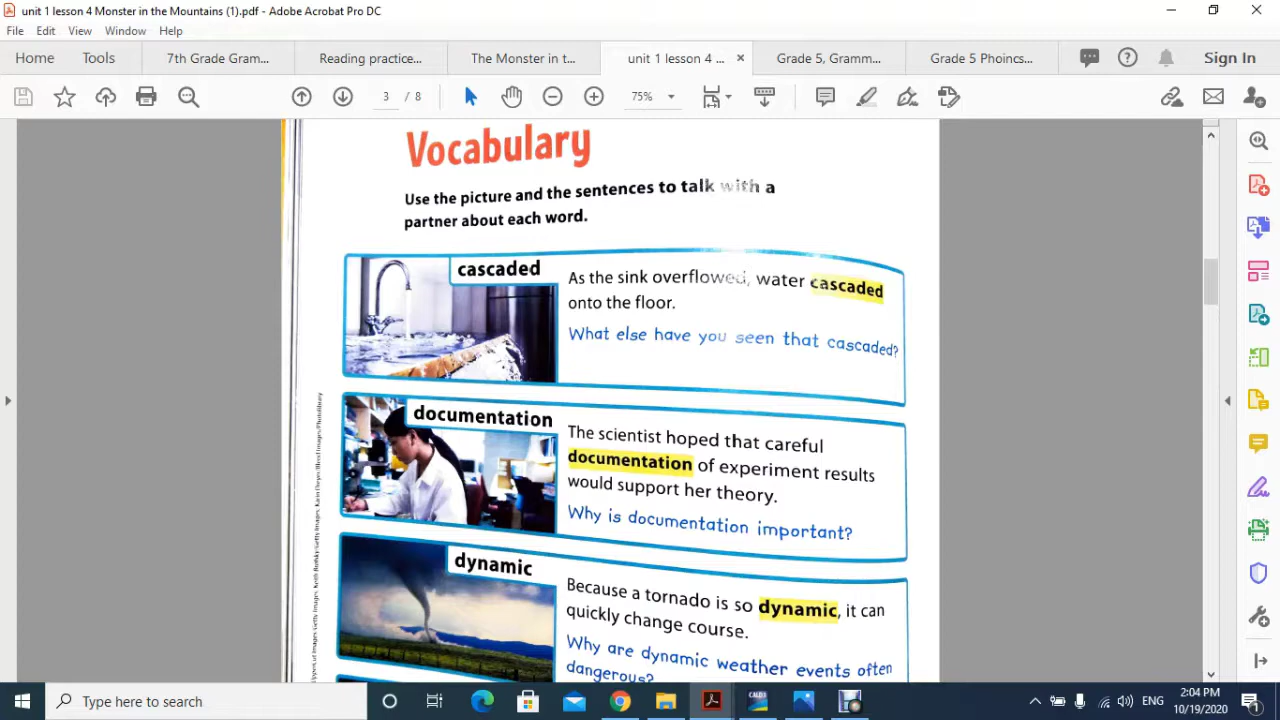 unit 1 lesson 4 Monster in the Mountains (1).pdf - Adobe Acrobat Pro DC
File Edit View Window Help
Home Tools 7th Grade Gram... Reading practice... The Monster in t... unit 1 lesson 4 ... × Grade 5, Gramm... Grade 5 Phoincs... Sign In
3 / 8 75%
Vocabulary
Use the picture and the sentences to talk with a
partner about each word.
cascaded
As the sink overflowed, water cascaded
onto the floor.
What else have you seen that cascaded?
documentation
The scientist hoped that careful
documentation of experiment results
would support her theory.
Why is documentation important?
dynamic
Because a tornado is so dynamic, it can
quickly change course.
Why are dynamic weather events often
dangerous?
Type here to search
CALD3
ENG
2:04 PM
10/19/2020
1